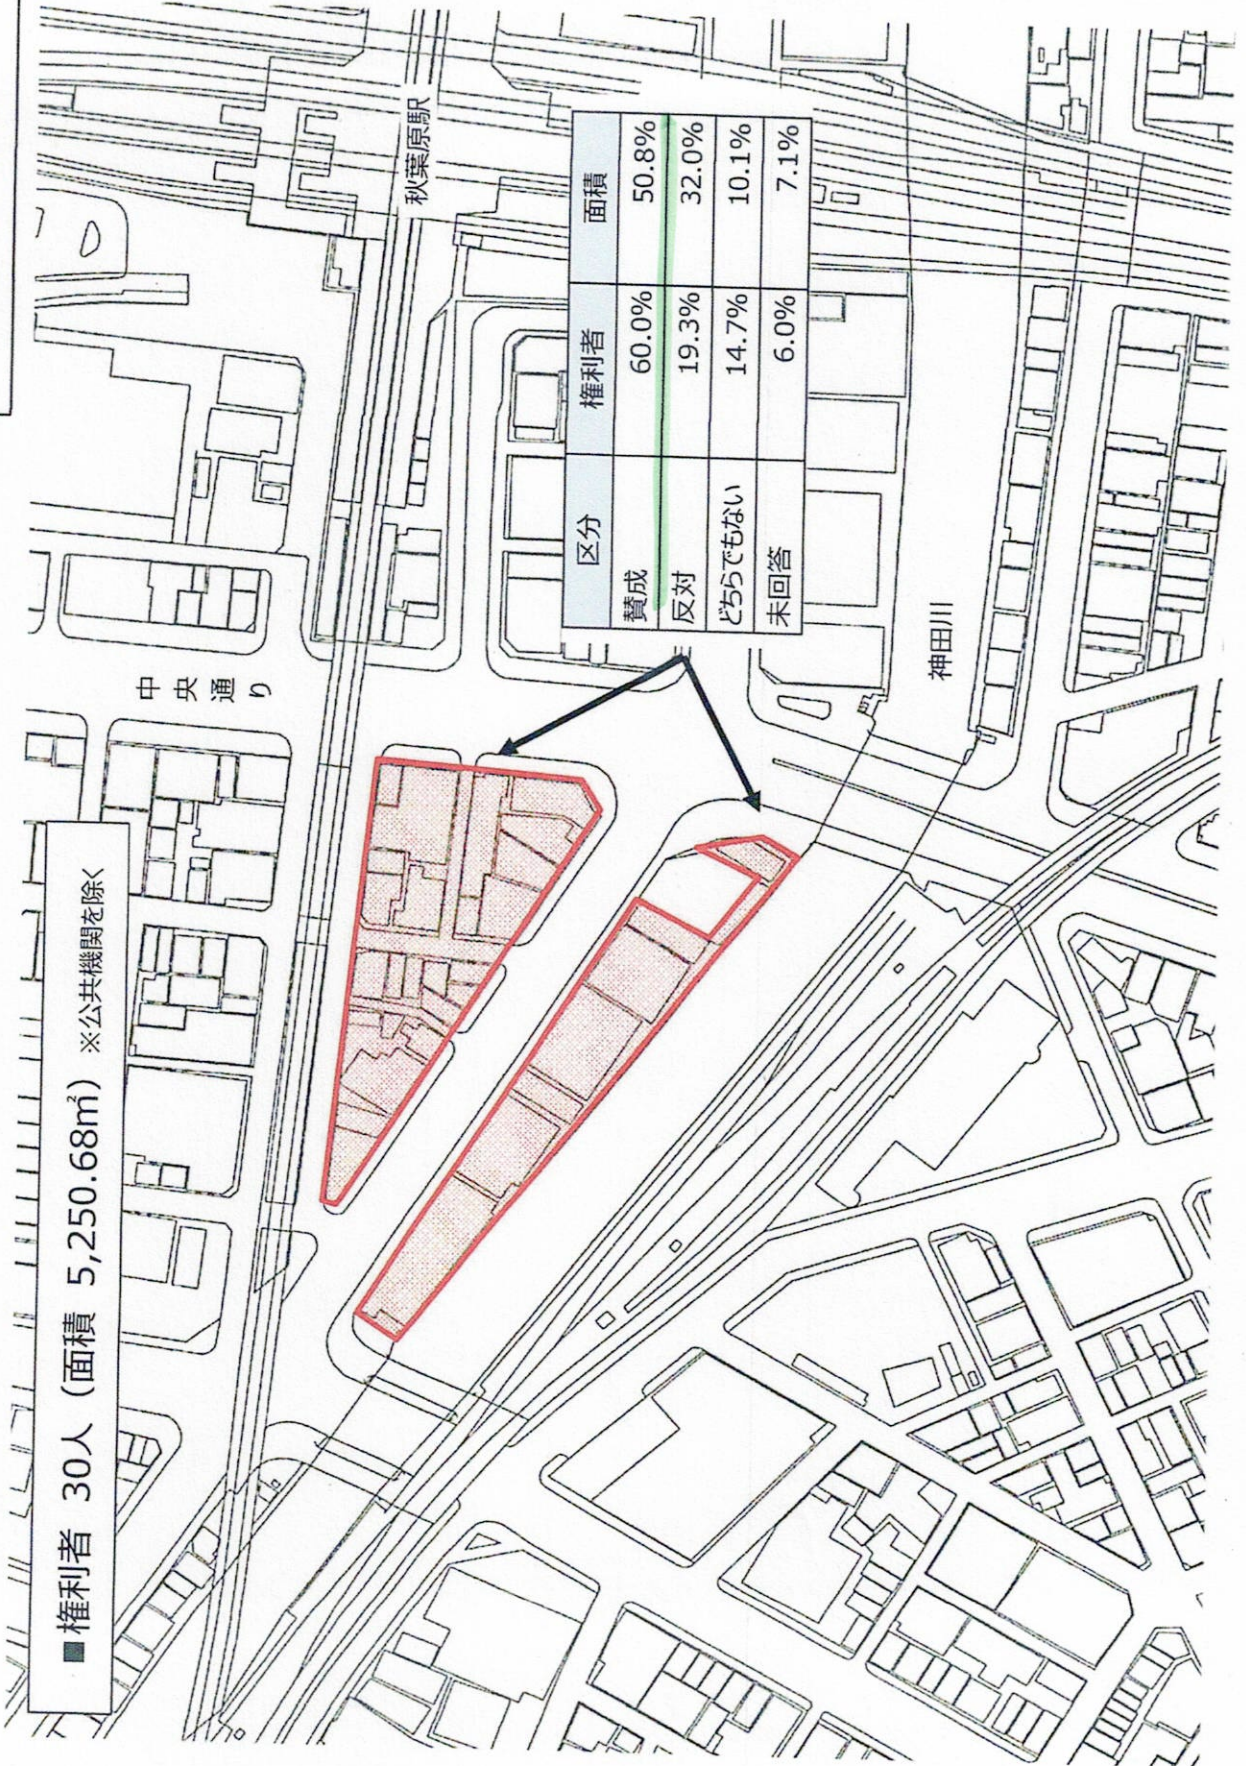 ■権利者 30人（面積 5,250.68㎡） ※公共機関を除く
中央通り
秋葉原駅
区分 権利者 面積
賛成 60.0% 50.8%
反対 19.3% 32.0%
どちらでもない 14.7% 10.1%
未回答 6.0% 7.1%
神田川